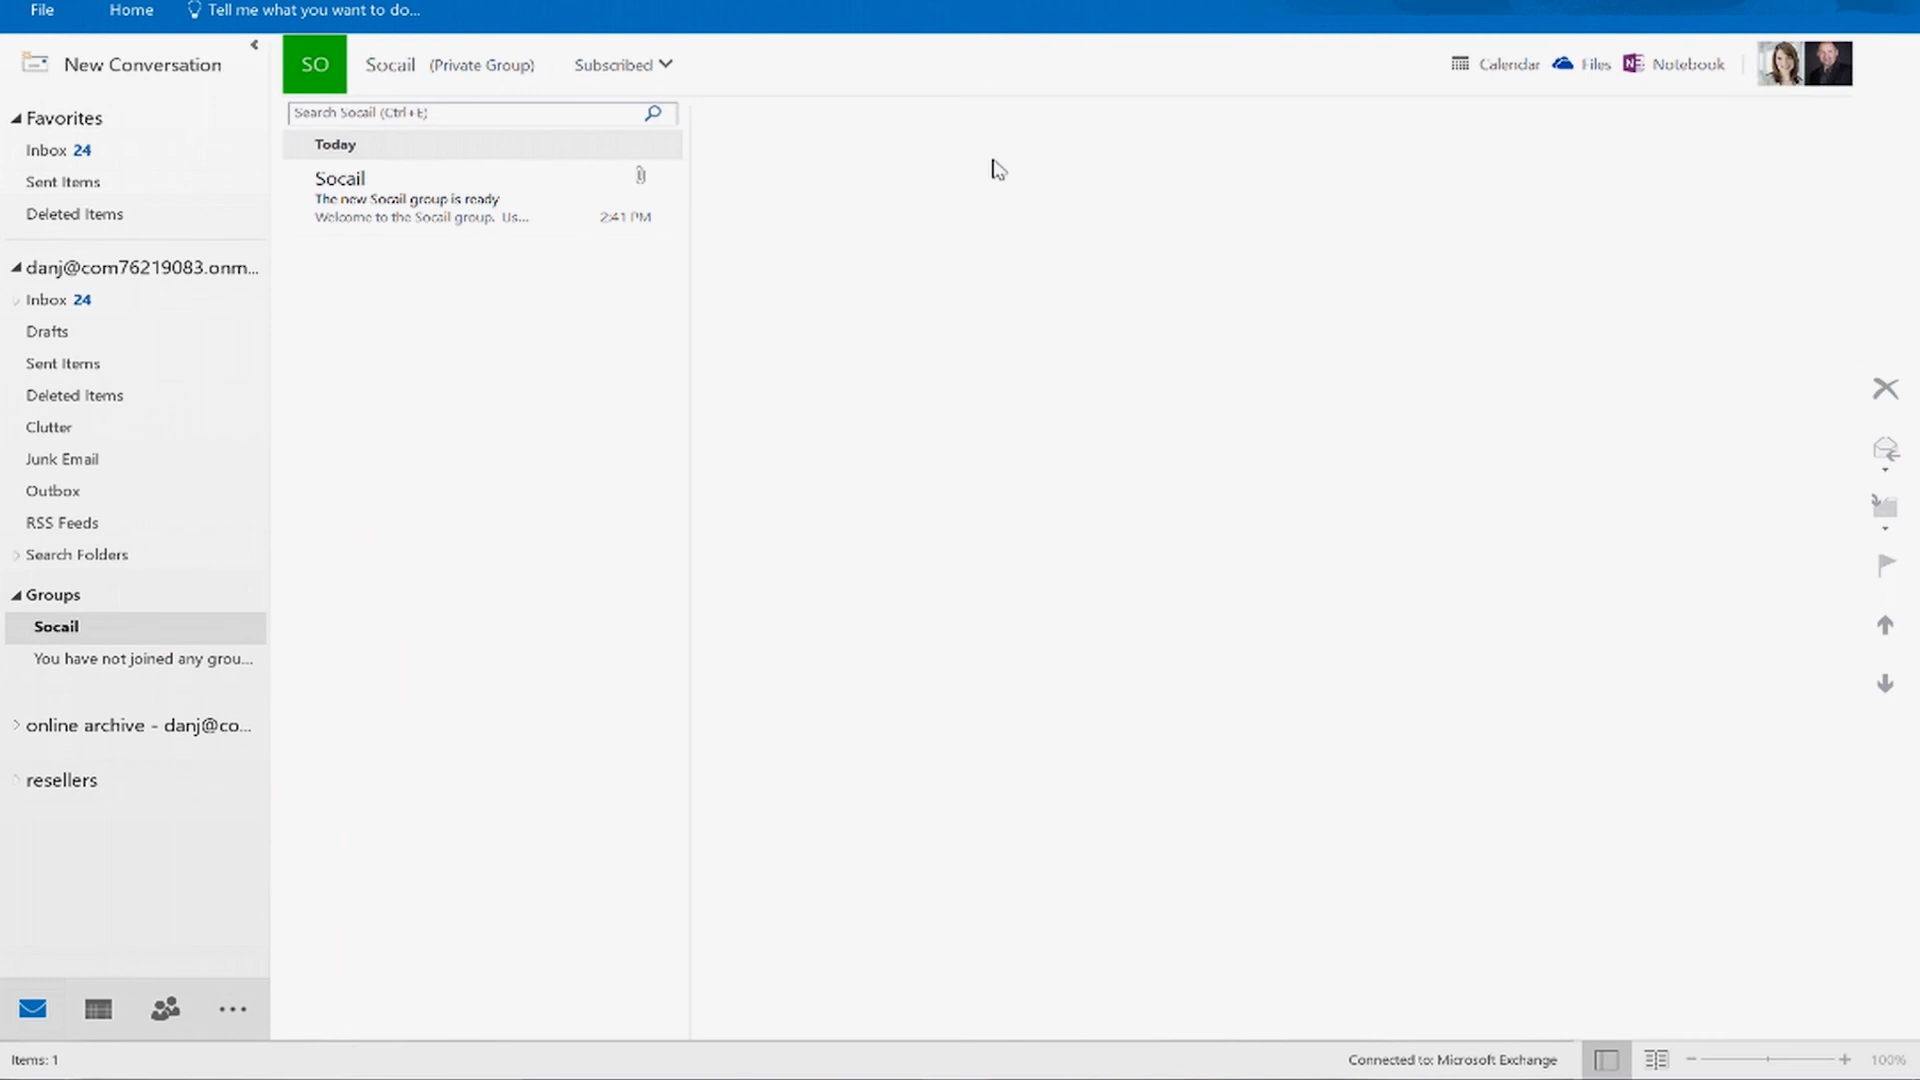 File Home Tell me what you want to do...
New Conversation
Favorites
Inbox 24
Sent Items
Deleted Items
danj@com76219083.onm...
Inbox 24
Drafts
Sent Items
Deleted Items
Clutter
Junk Email
Outbox
RSS Feeds
Search Folders
Groups
Socail
You have not joined any grou...
online archive - danj@co...
resellers
SO Socail (Private Group) Subscribed
Calendar Files N Notebook
Search Socail (Ctrl+E)
Today
Socail
The new Socail group is ready
Welcome to the Socail group. Us... 2:41 PM
Items: 1
Connected to: Microsoft Exchange
100%